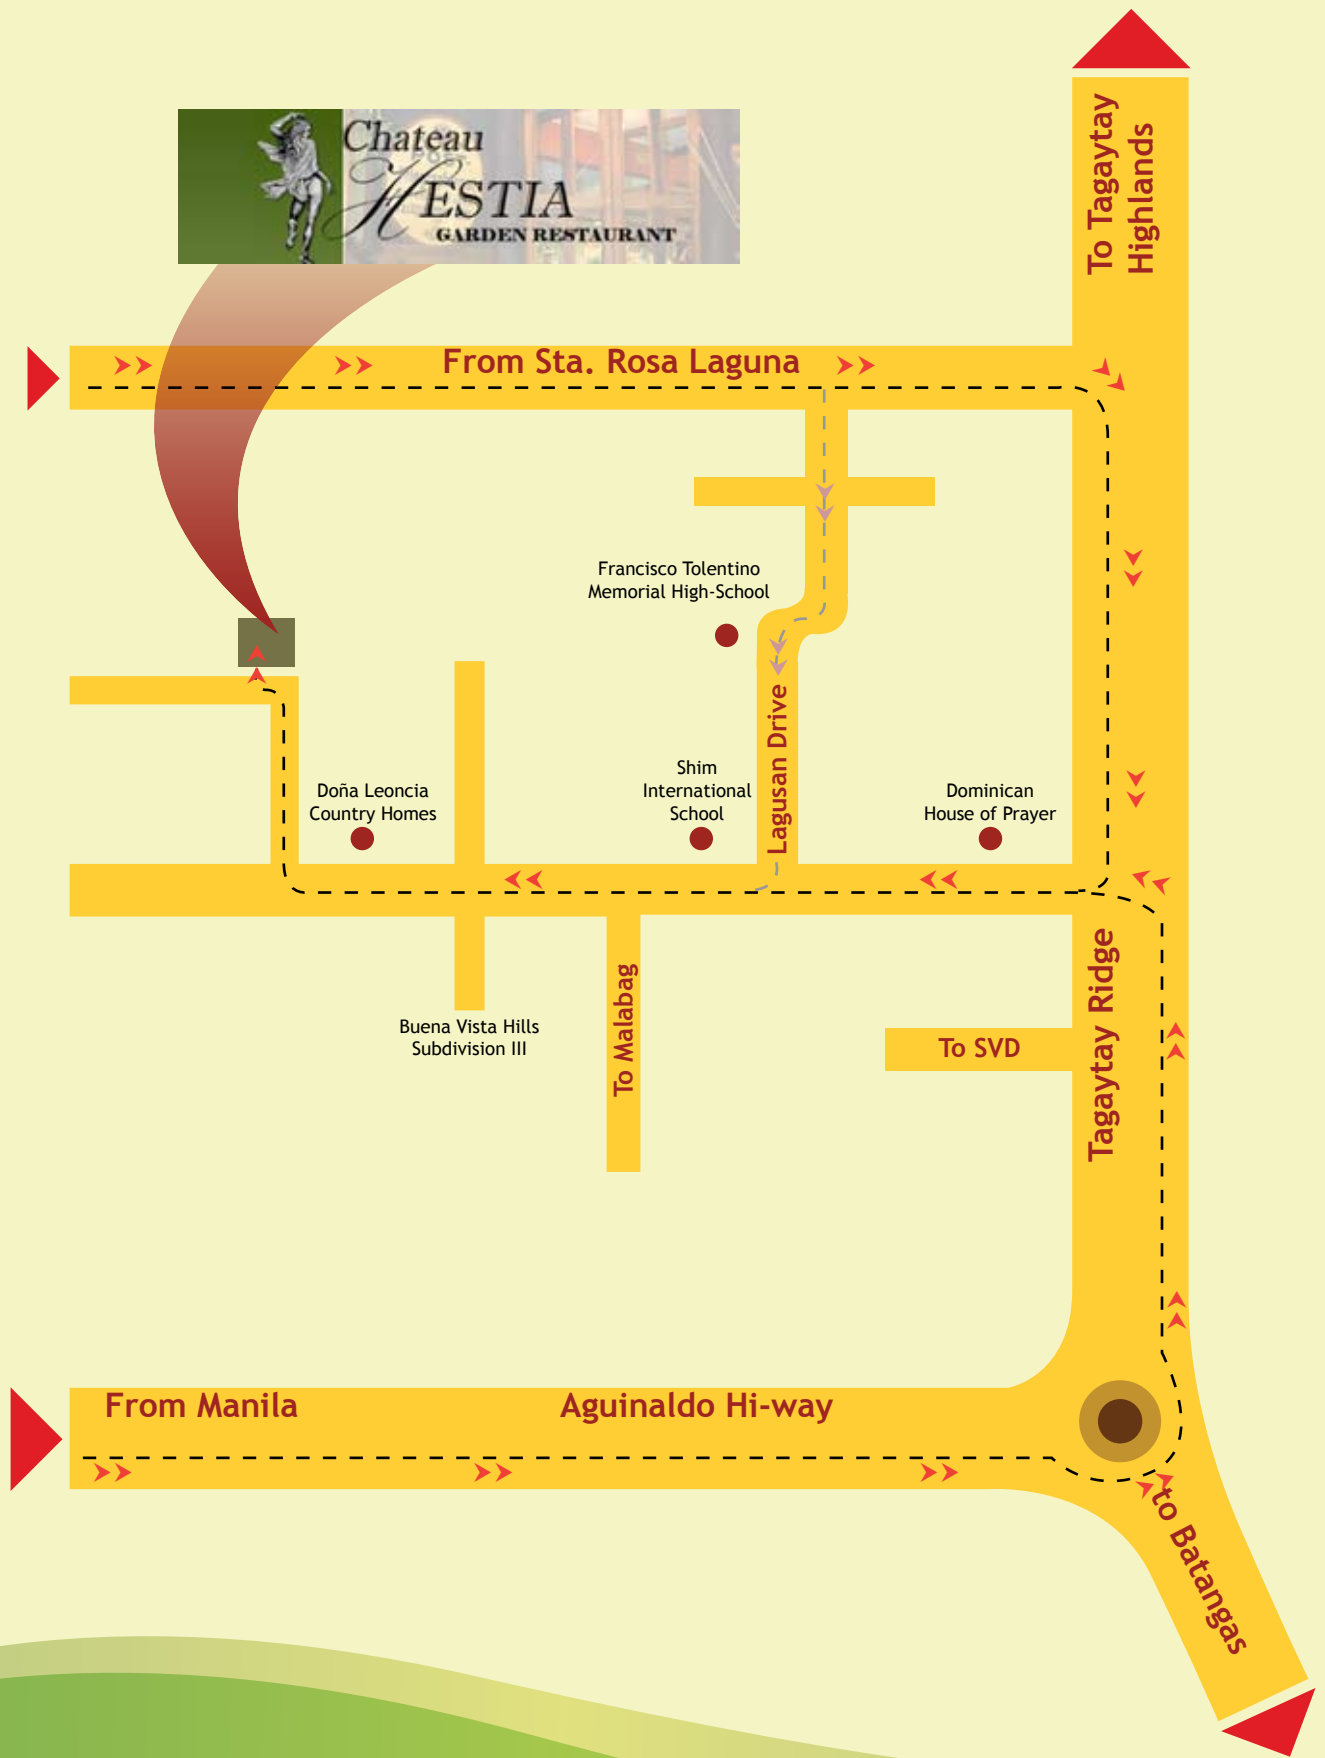 To Tagaytay
Highlands
Chateau
HESTIA
GARDEN RESTAURANT
From Sta. Rosa Laguna
Francisco Tolentino
Memorial High-School
Lagusan Drive
Doña Leoncia
Country Homes
Shim
International
School
Dominican
House of Prayer
Buena Vista Hills
Subdivision III
To Malabag
To SVD
Tagaytay Ridge
From Manila
Aguinaldo Hi-way
to Batangas